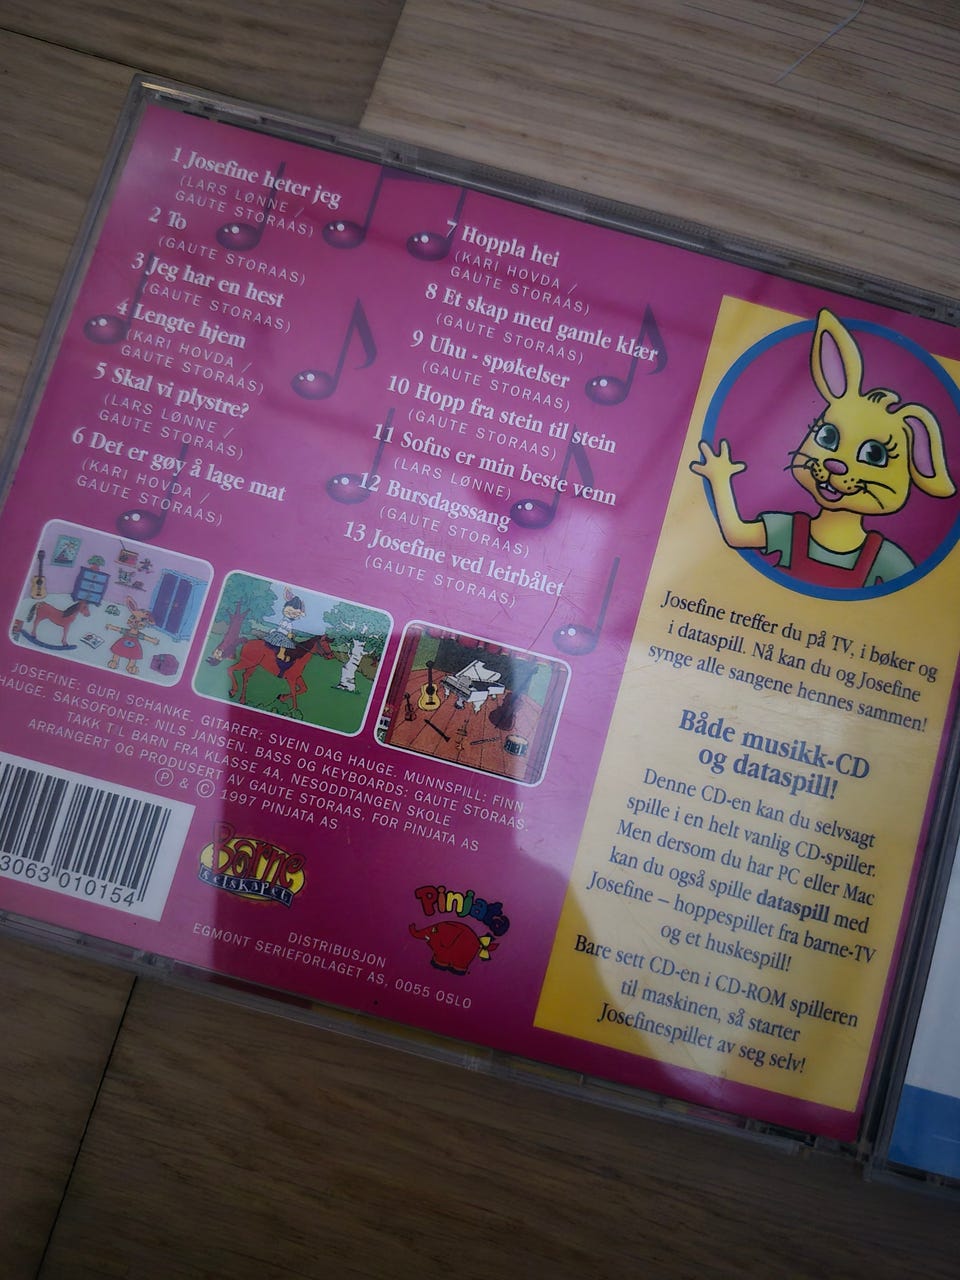 1 Josefine heter jeg
(LARS LØNNE /
GAUTE STORAAS)
2 To
(GAUTE STORAAS)
3 Jeg har en hest
(GAUTE STORAAS)
4 Lengte hjem
(KARI HOVDA /
GAUTE STORAAS)
5 Skal vi plystre?
(LARS LØNNE /
GAUTE STORAAS)
6 Det er gøy å lage mat
(KARI HOVDA /
GAUTE STORAAS)
7 Hoppla hei
(KARI HOVDA /
GAUTE STORAAS)
8 Et skap med gamle klær
(GAUTE STORAAS)
9 Uhu - spøkelser
(GAUTE STORAAS)
10 Hopp fra stein til stein
(GAUTE STORAAS)
11 Sofus er min beste venn
(LARS LØNNE)
12 Bursdagssang
(GAUTE STORAAS)
13 Josefine ved leirbålet
(GAUTE STORAAS)
JOSEFINE: GURI SCHANKE. GITARER: SVEIN DAG HAUGE. MUNNSPILL: FINN
HAUGE. SAKSOFONER: NILS JANSEN. BASS OG KEYBOARDS: GAUTE STORAAS.
TAKK TIL BARN FRA KLASSE 4A, NESODDTANGEN SKOLE
ARRANGERT OG PRODUSERT AV GAUTE STORAAS, FOR PINJATA AS
Ⓟ & © 1997 PINJATA AS
3063 010154
Barne
selskapet
Pinjata
DISTRIBUSJON
EGMONT SERIEFORLAGET AS, 0055 OSLO
Josefine treffer du på TV, i bøker og
i dataspill. Nå kan du og Josefine
synge alle sangene hennes sammen!
Både musikk-CD
og dataspill!
Denne CD-en kan du selvsagt
spille i en helt vanlig CD-spiller.
Men dersom du har PC eller Mac
kan du også spille dataspill med
Josefine – hoppespillet fra barne-TV
og et huskespill!
Bare sett CD-en i CD-ROM spilleren
til maskinen, så starter
Josefinespillet av seg selv!